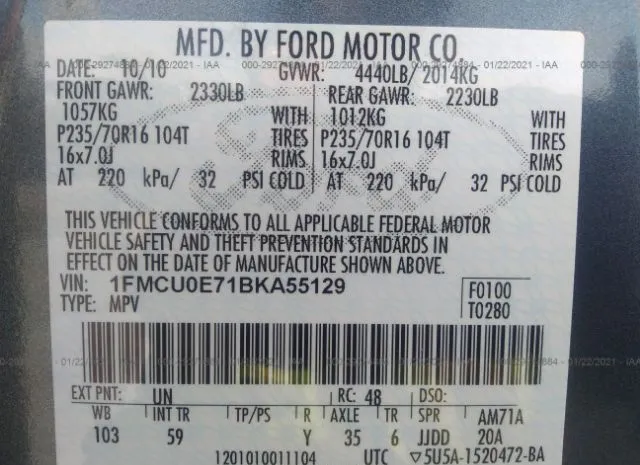 MFD. BY FORD MOTOR CO.
000-29274884 - 01/22/2021 - IAA
DATE: 10/10 GVWR: 4440LB/ 2014KG
FRONT GAWR: 2330LB REAR GAWR: 2230LB
1057KG WITH 1012KG WITH
P235/70R16 104T TIRES P235/70R16 104T TIRES
16x7.0J RIMS 16x7.0J RIMS
AT 220 kPa/ 32 PSI COLD AT 220 kPa/ 32 PSI COLD
THIS VEHICLE CONFORMS TO ALL APPLICABLE FEDERAL MOTOR
VEHICLE SAFETY AND THEFT PREVENTION STANDARDS IN
EFFECT ON THE DATE OF MANUFACTURE SHOWN ABOVE.
VIN: 1FMCU0E71BKA55129 F0100
TYPE: MPV T0280
EXT PNT: UN RC: 48 DSO:
WB INT TR TP/PS R AXLE TR SPR AM71A
103 59 Y 35 6 JJDD 20A
1201010011104 UTC ▽5U5A-1520472-BA